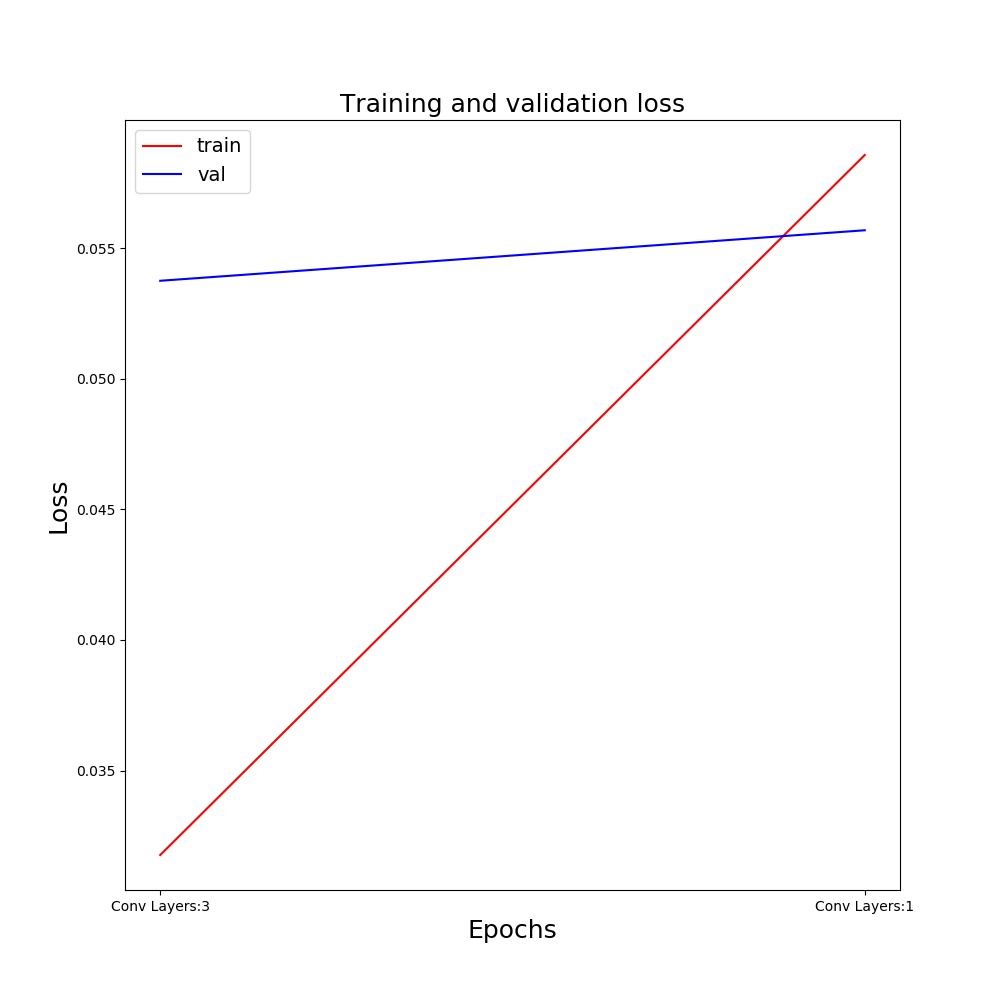 Training and validation loss
train
val
0.055
0.050
0.045
0.040
0.035
Loss
Conv Layers:3
Conv Layers:1
Epochs